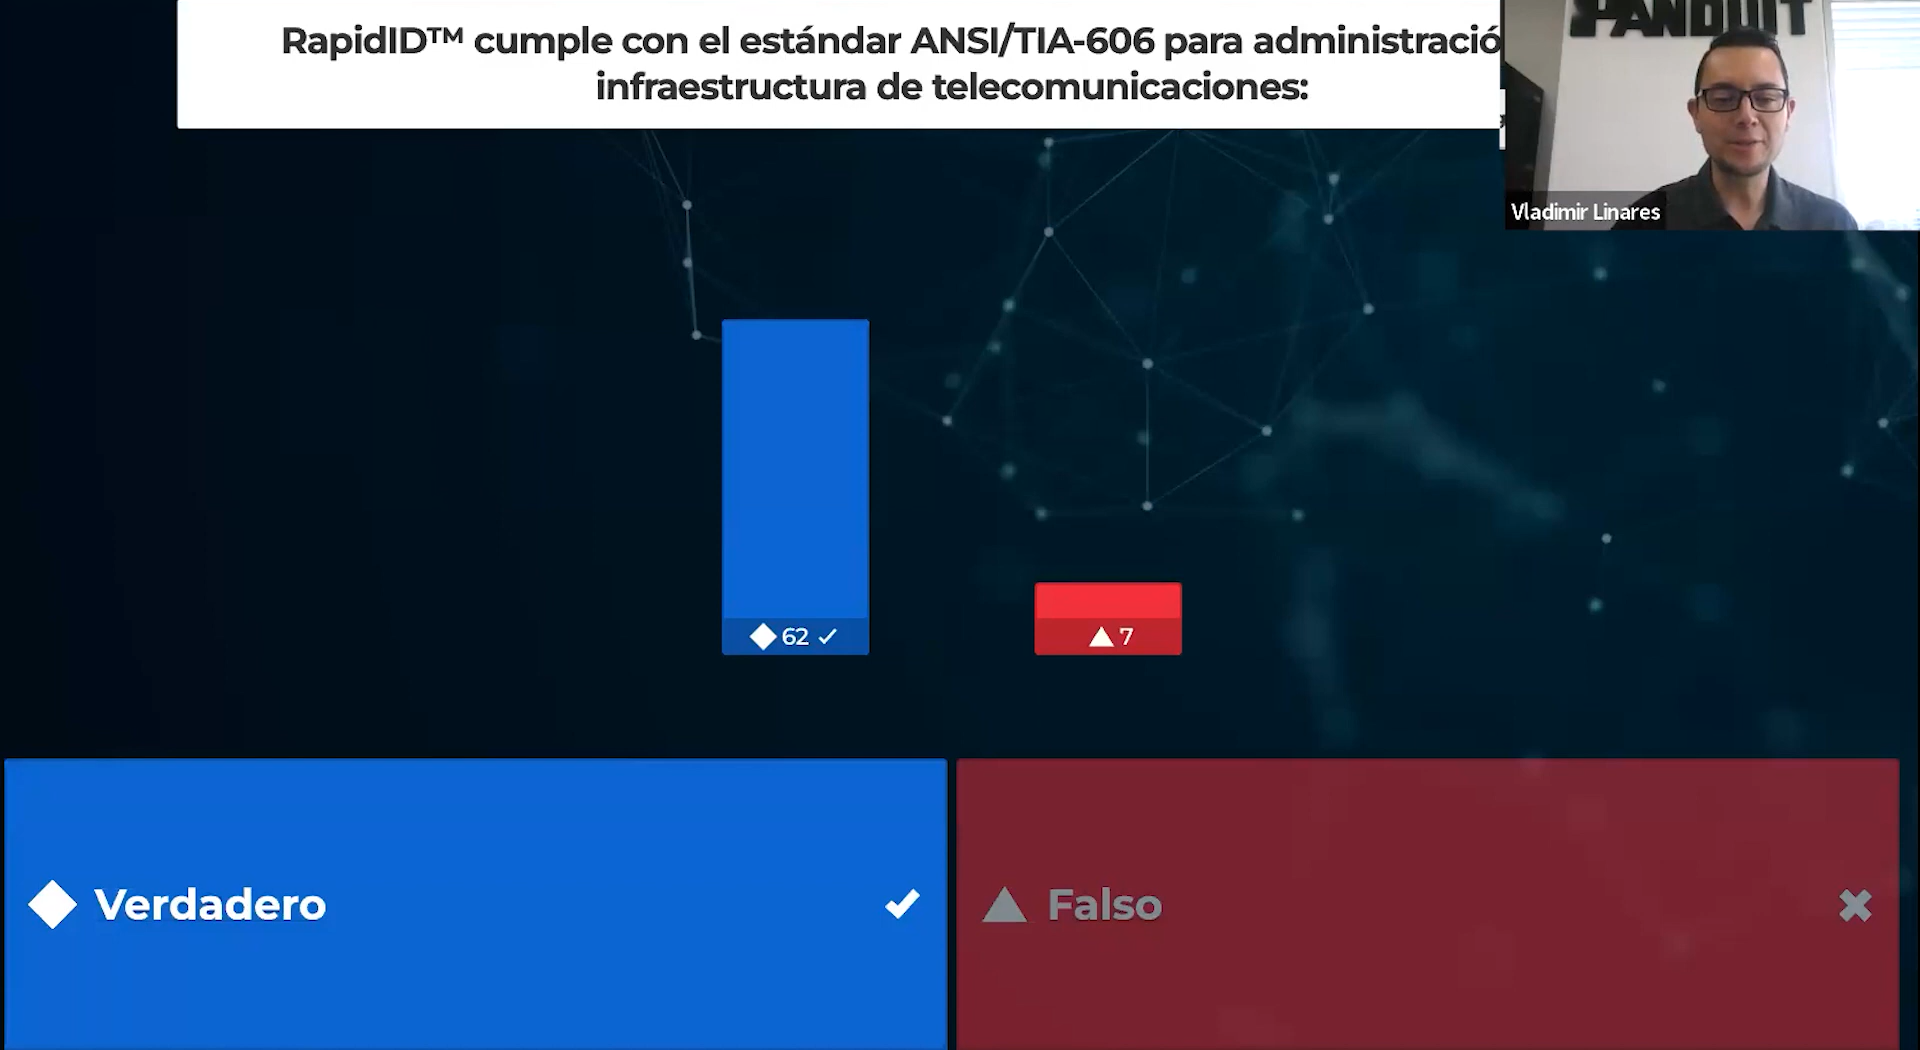 RapidID™ cumple con el estándar ANSI/TIA-606 para administració
infraestructura de telecomunicaciones:
PANDUIT
Vladimir Linares
62
7
Verdadero
Falso